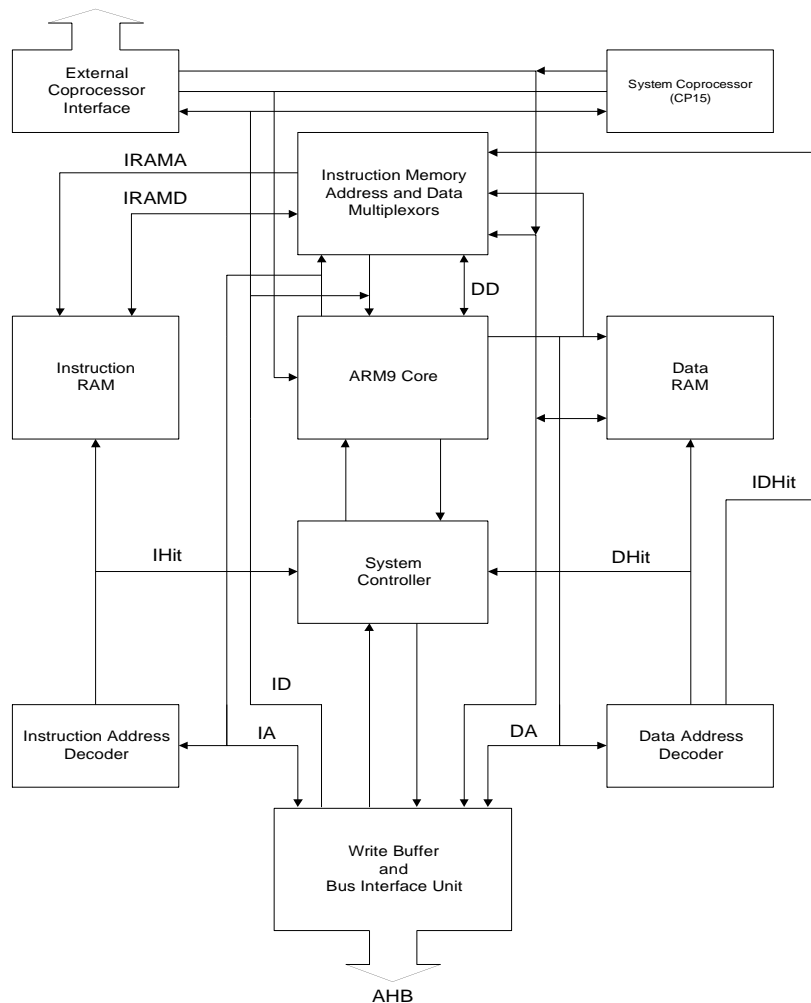 External
Coprocessor
Interface
System Coprocessor
(CP15)
IRAMA
Instruction Memory
Address and Data
Multiplexors
IRAMD
DD
Instruction
RAM
ARM9 Core
Data
RAM
IDHit
IHit
System
Controller
DHit
ID
Instruction Address
Decoder
IA
DA
Data Address
Decoder
Write Buffer
and
Bus Interface Unit
AHB